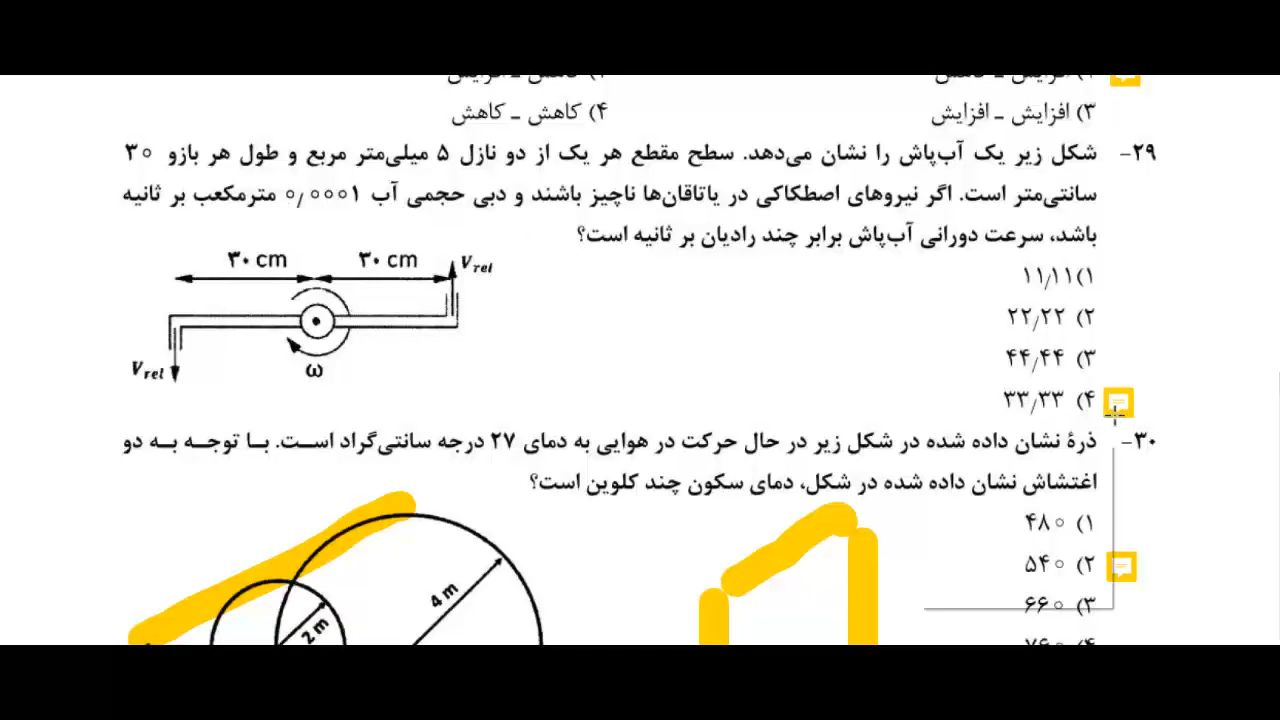 ۳) افزایش ـ افزایش
۴) کاهش ـ کاهش
۲۹- شکل زیر یک آب‌پاش را نشان می‌دهد. سطح مقطع هر یک از دو نازل ۵ میلی‌متر مربع و طول هر بازو ۳۰
سانتی‌متر است. اگر نیروهای اصطکاکی در یاتاقان‌ها ناچیز باشند و دبی حجمی آب ۰٫۰۰۰۱ مترمکعب بر ثانیه
باشد، سرعت دورانی آب‌پاش برابر چند رادیان بر ثانیه است؟
۳۰ cm
۳۰ cm
V_rel
۱) ۱۱٫۱۱
۲) ۲۲٫۲۲
۳) ۴۴٫۴۴
V_rel
ω
۴) ۳۳٫۳۳
۳۰- ذرهٔ نشان داده شده در شکل زیر در حال حرکت در هوایی به دمای ۲۷ درجه سانتی‌گراد است. با توجه به دو
اغتشاش نشان داده شده در شکل، دمای سکون چند کلوین است؟
۱) ۴۸۰
۲) ۵۴۰
۳) ۶۶۰
4 m
2 m